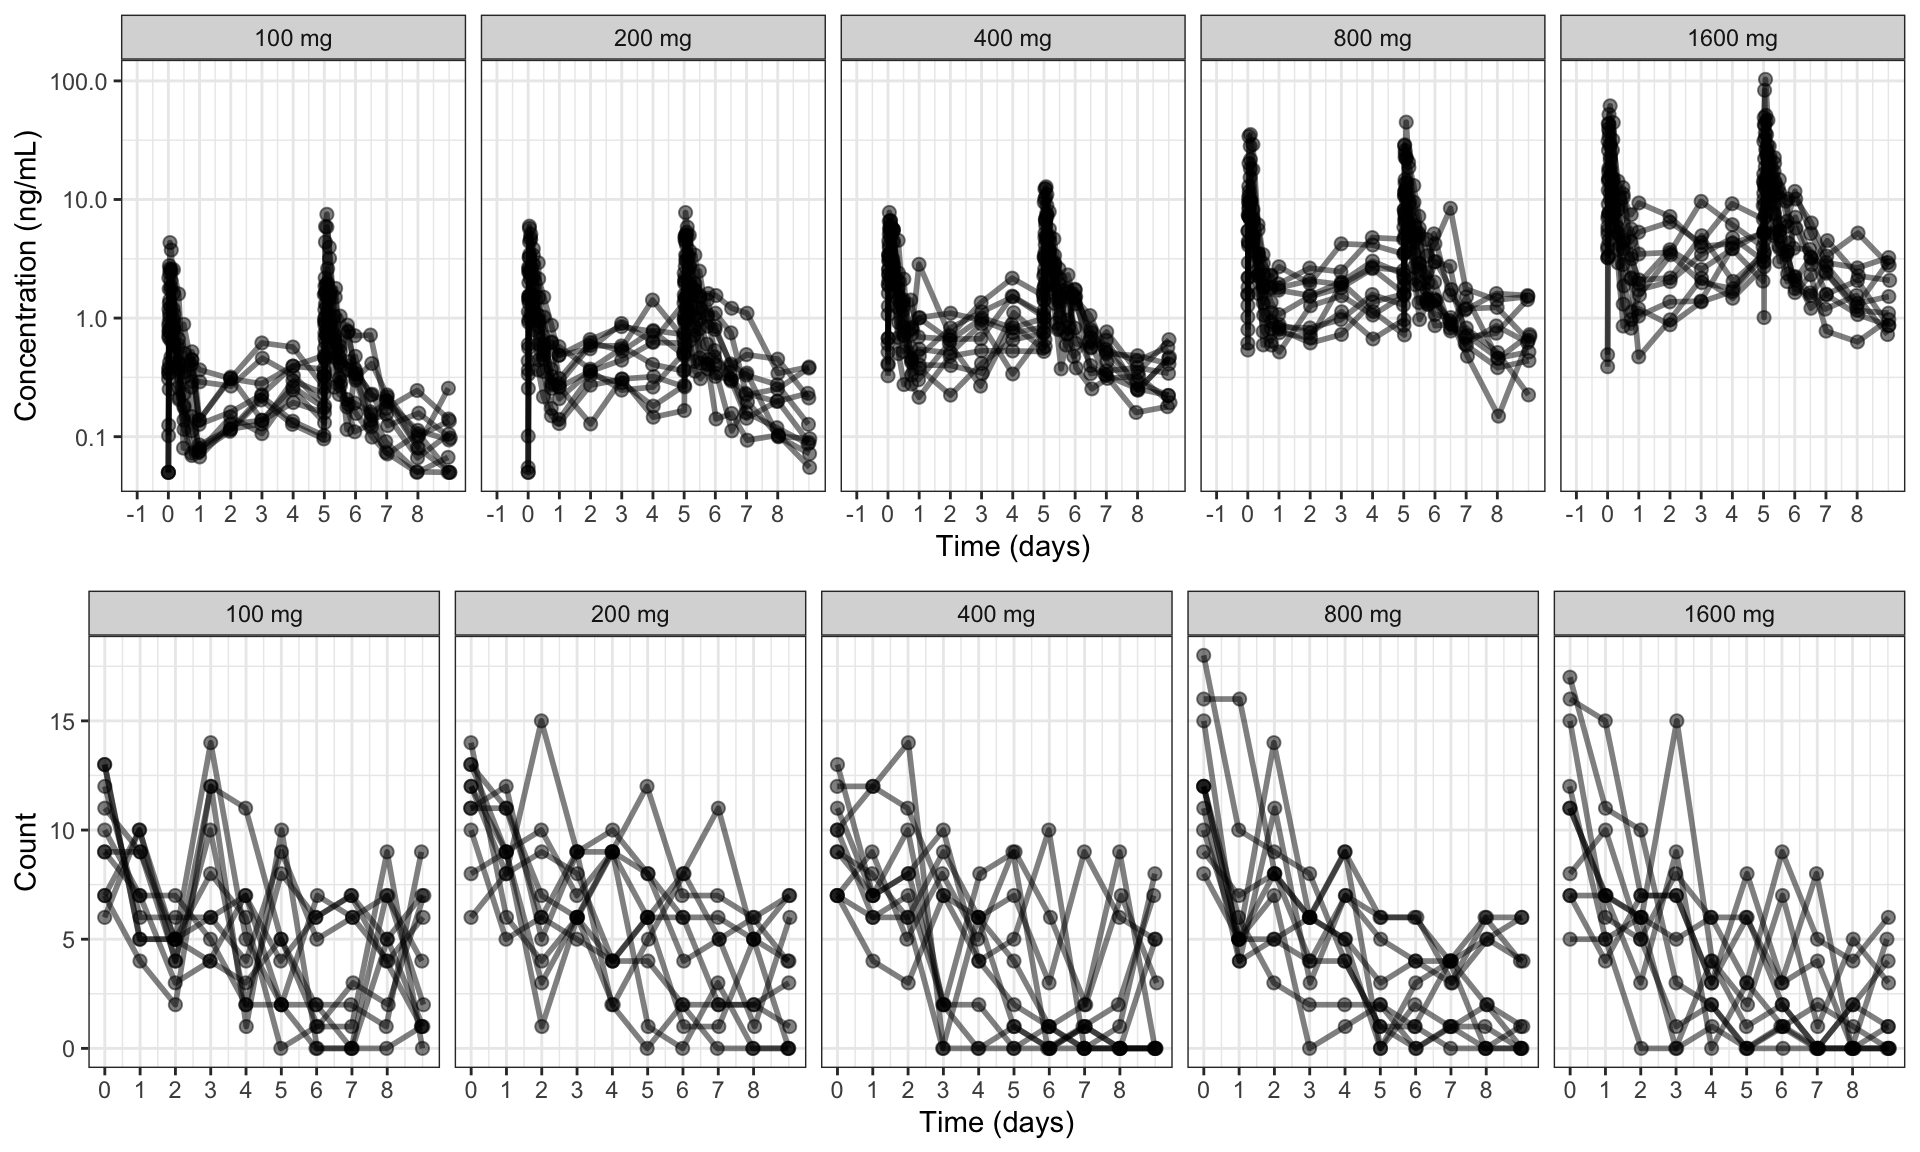 100 mg 200 mg 400 mg 800 mg 1600 mg
Concentration (ng/mL)
100.0
10.0
1.0
0.1
-1 0 1 2 3 4 5 6 7 8 -1 0 1 2 3 4 5 6 7 8 -1 0 1 2 3 4 5 6 7 8 -1 0 1 2 3 4 5 6 7 8 -1 0 1 2 3 4 5 6 7 8
Time (days)
100 mg 200 mg 400 mg 800 mg 1600 mg
Count
15
10
5
0
0 1 2 3 4 5 6 7 8 0 1 2 3 4 5 6 7 8 0 1 2 3 4 5 6 7 8 0 1 2 3 4 5 6 7 8 0 1 2 3 4 5 6 7 8
Time (days)